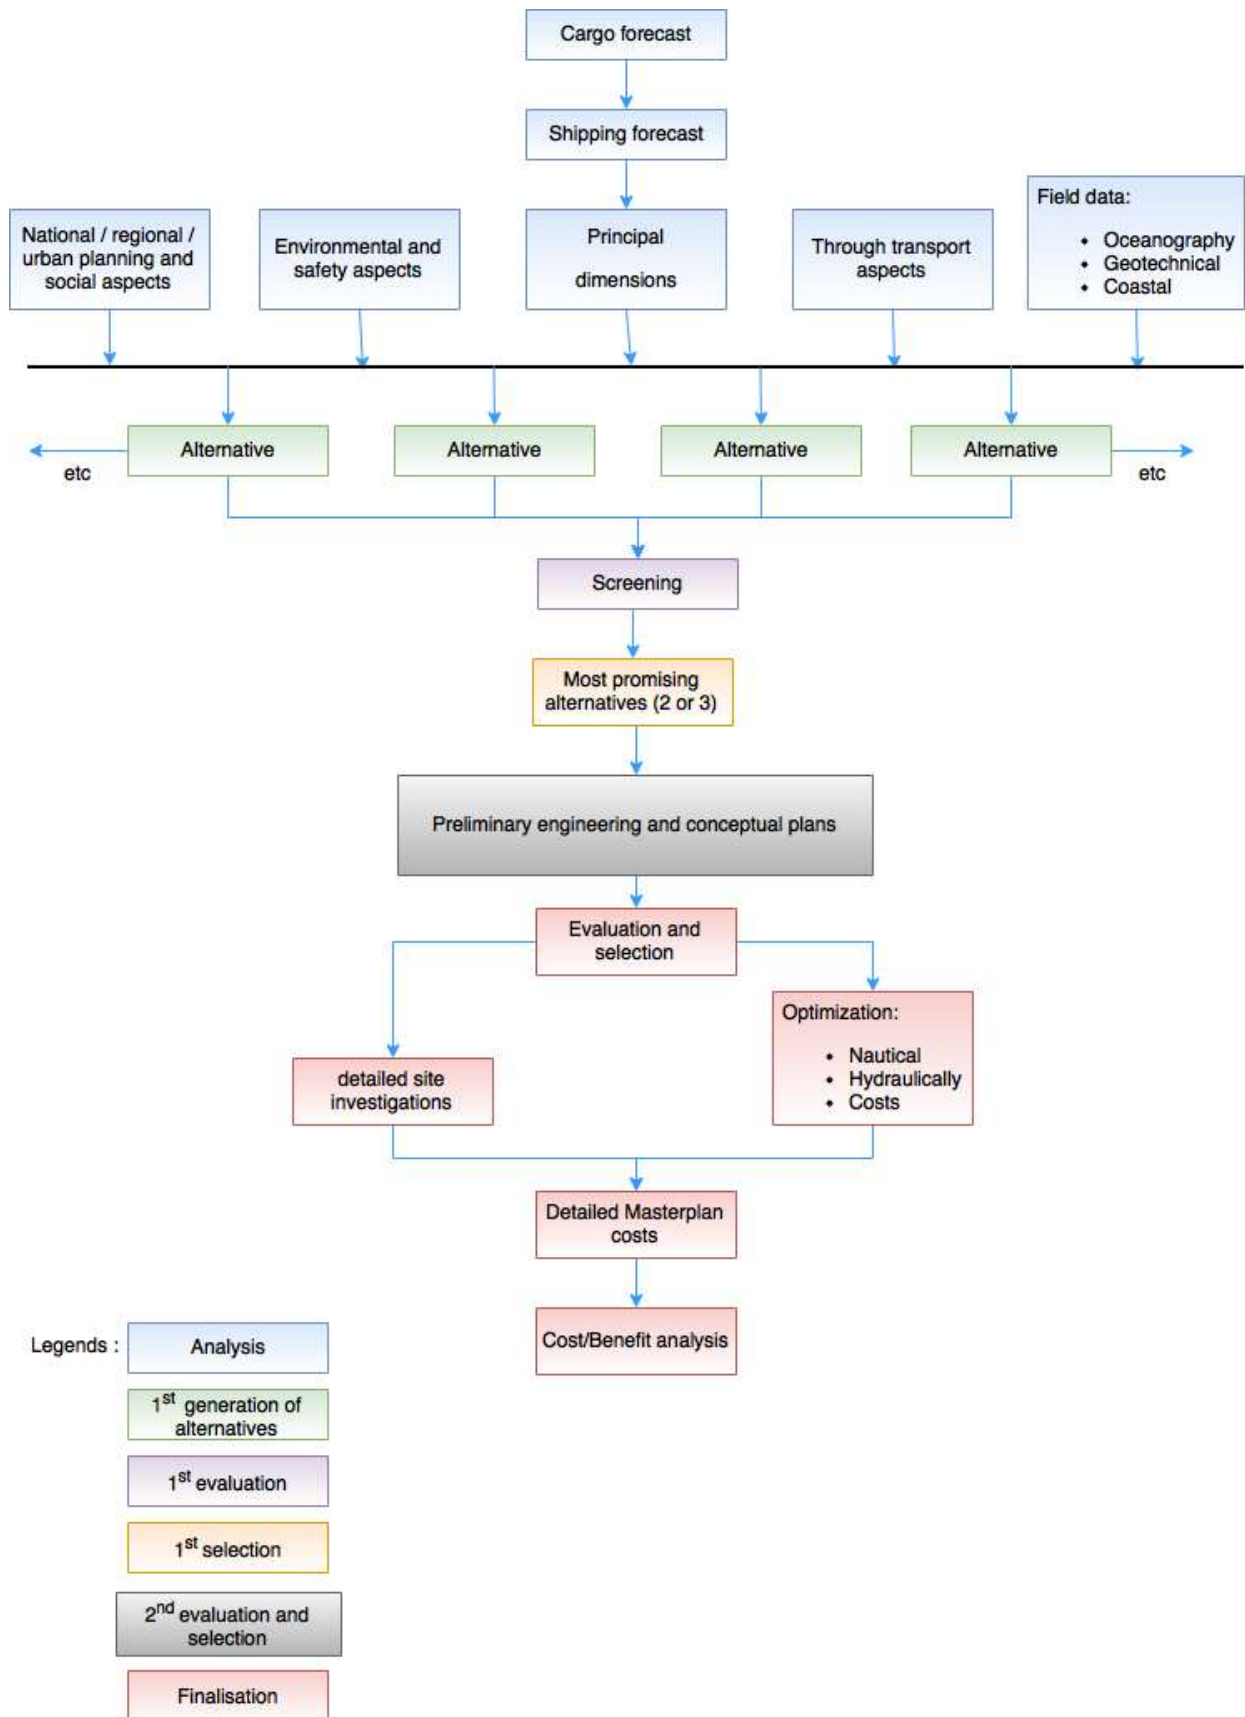 Cargo forecast
Shipping forecast
National / regional /
urban planning and
social aspects
Environmental and
safety aspects
Principal
dimensions
Through transport
aspects
Field data:
• Oceanography
• Geotechnical
• Coastal
etc
Alternative
Alternative
Alternative
Alternative
etc
Screening
Most promising
alternatives (2 or 3)
Preliminary engineering and conceptual plans
Evaluation and
selection
detailed site
investigations
Optimization:
• Nautical
• Hydraulically
• Costs
Detailed Masterplan
costs
Cost/Benefit analysis
Legends :
Analysis
1st generation of
alternatives
1st evaluation
1st selection
2nd evaluation and
selection
Finalisation